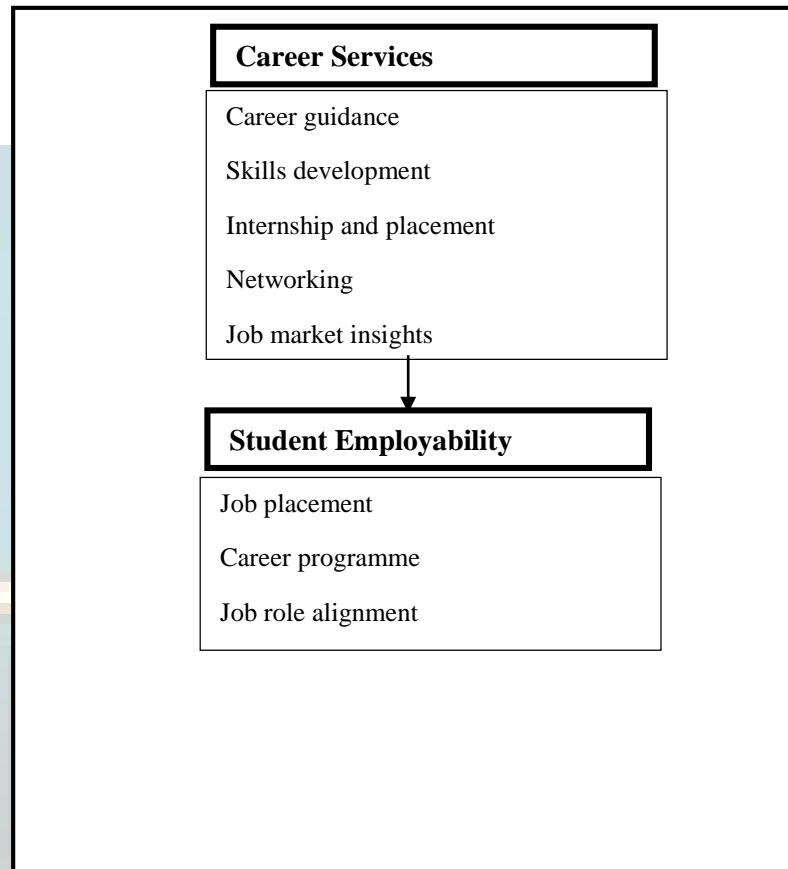 Career Services
Career guidance
Skills development
Internship and placement
Networking
Job market insights
Student Employability
Job placement
Career programme
Job role alignment